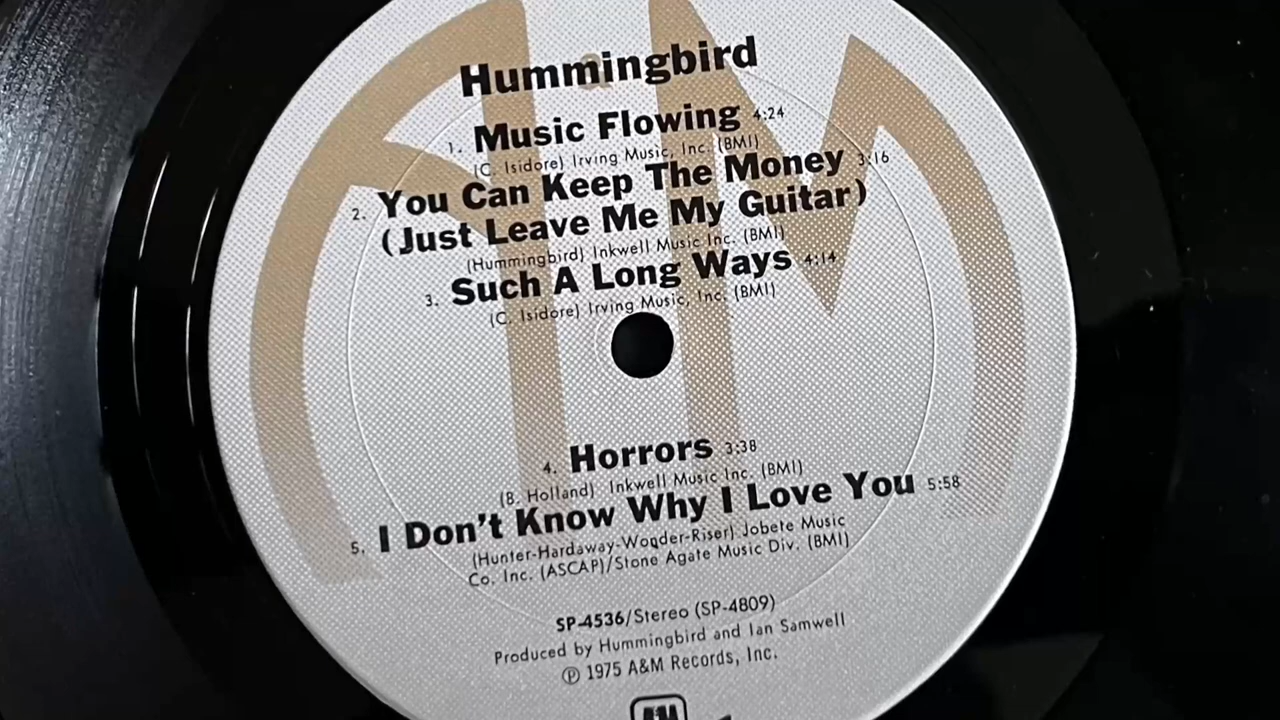 Hummingbird
1. Music Flowing 4:24
(C. Isidore) Irving Music, Inc. (BMI)
2. You Can Keep The Money 3:16
(Just Leave Me My Guitar)
(Hummingbird) Inkwell Music Inc. (BMI)
3. Such A Long Ways 4:14
(C. Isidore) Irving Music, Inc. (BMI)
4. Horrors 3:38
(B. Holland) Inkwell Music Inc. (BMI)
5. I Don't Know Why I Love You 5:58
(Hunter-Hardaway-Wonder-Riser) Jobete Music
Co. Inc. (ASCAP)/Stone Agate Music Div. (BMI)
SP-4536/Stereo (SP-4809)
Produced by Hummingbird and Ian Samwell
℗ 1975 A&M Records, Inc.
A&M